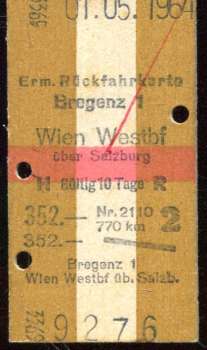 01.05.1964
Erm. Rückfahrkarte
Bregenz 1
Wien Westbf
über Salzburg
H Gültig 10 Tage R
352.— Nr. 2110 2
352.— 770 km
Bregenz 1
Wien Westbf üb. Salzb.
9276